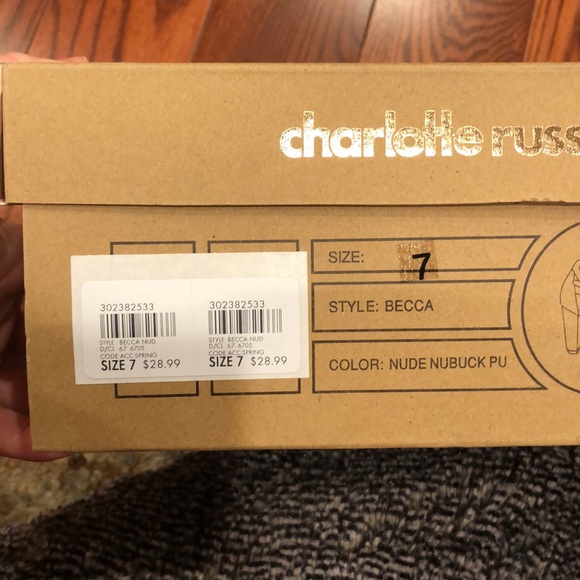 charlotte russ
SIZE: 7
STYLE: BECCA
COLOR: NUDE NUBUCK PU
302382533
STYLE BECCA NUD
D/CL 67 6705
CODE ACC-SPRING
SIZE 7 $28.99
302382533
STYLE BECCA NUD
D/CL 67 6705
CODE ACC-SPRING
SIZE 7 $28.99